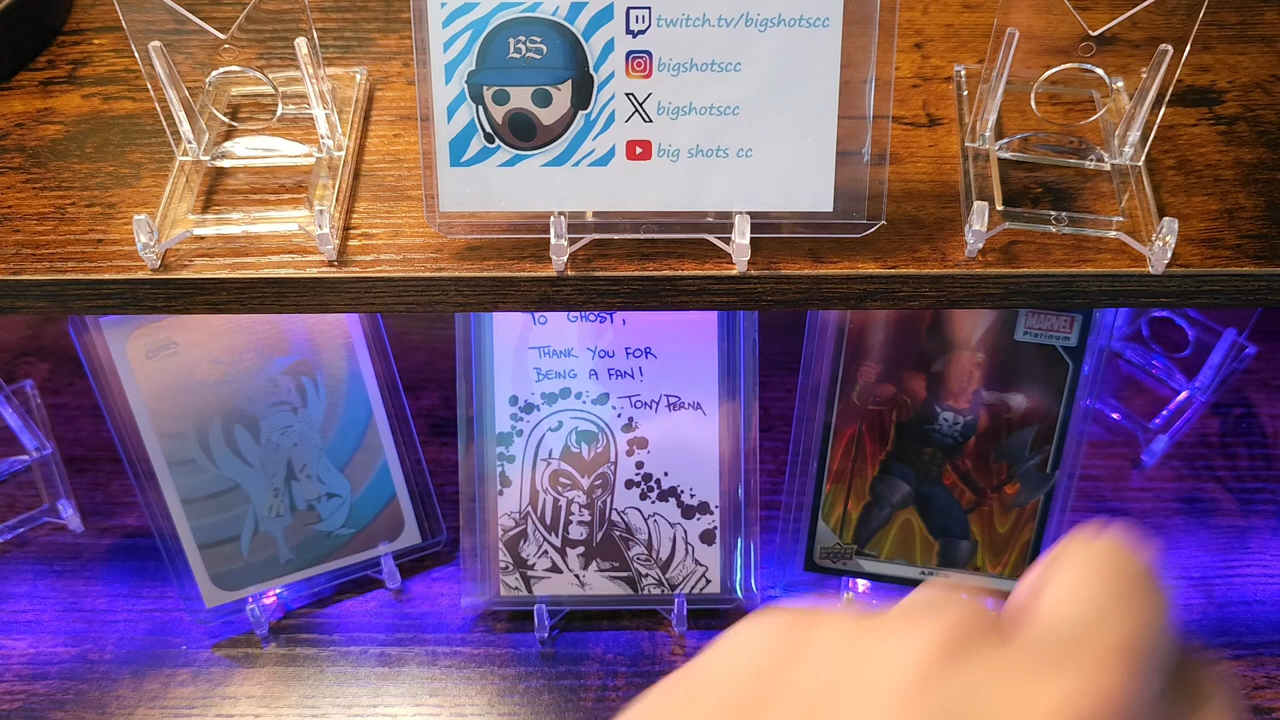 BS
twitch.tv/bigshotscc
bigshotscc
bigshotscc
big shots cc
TO GHOST,
THANK YOU FOR
BEING A FAN!
TONY PERNA
MARVEL
Platinum
UPPER
DECK